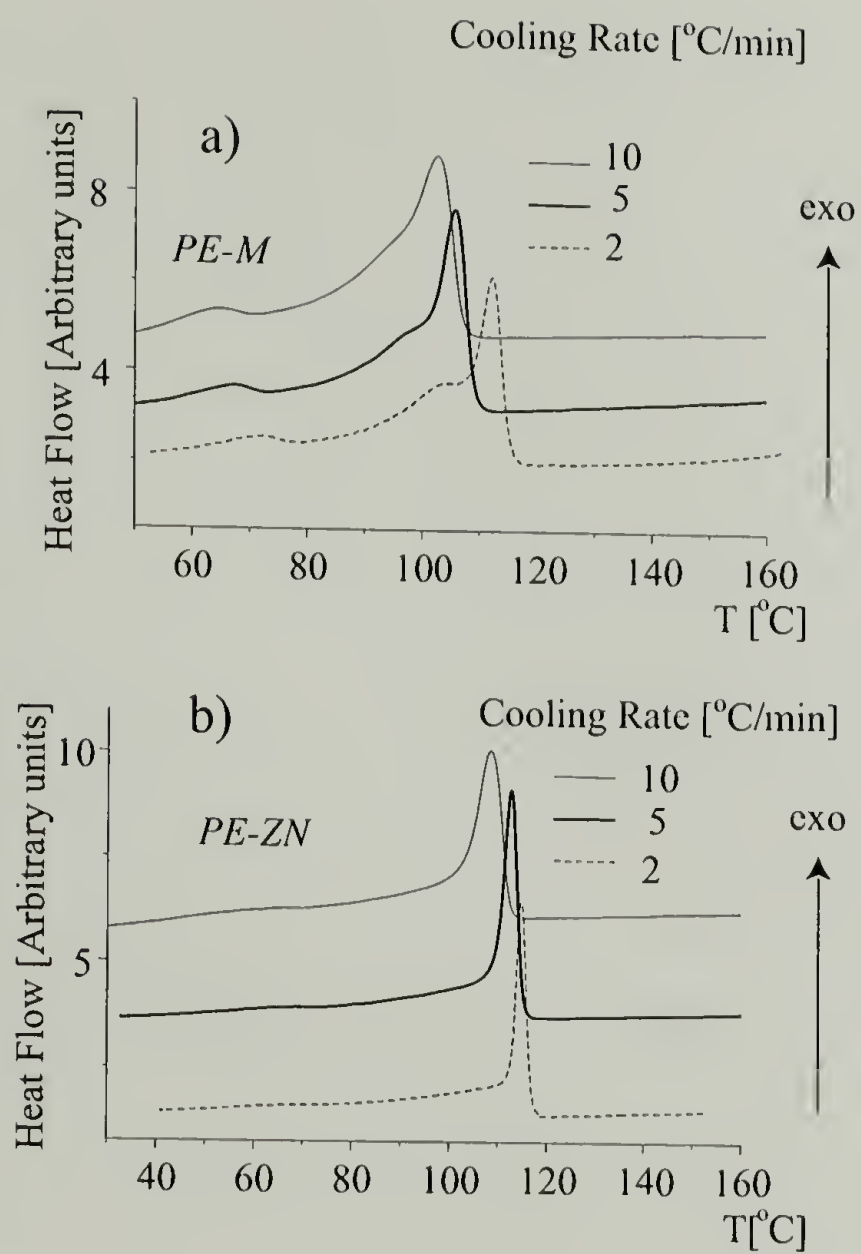 Cooling Rate [°C/min]
a)
10
5
2
exo
PE-M
8
4
Heat Flow [Arbitrary units]
60 80 100 120 140 160
T [°C]
b)
Cooling Rate [°C/min]
10
5
2
exo
PE-ZN
10
5
Heat Flow [Arbitrary units]
40 60 80 100 120 140 160
T[°C]